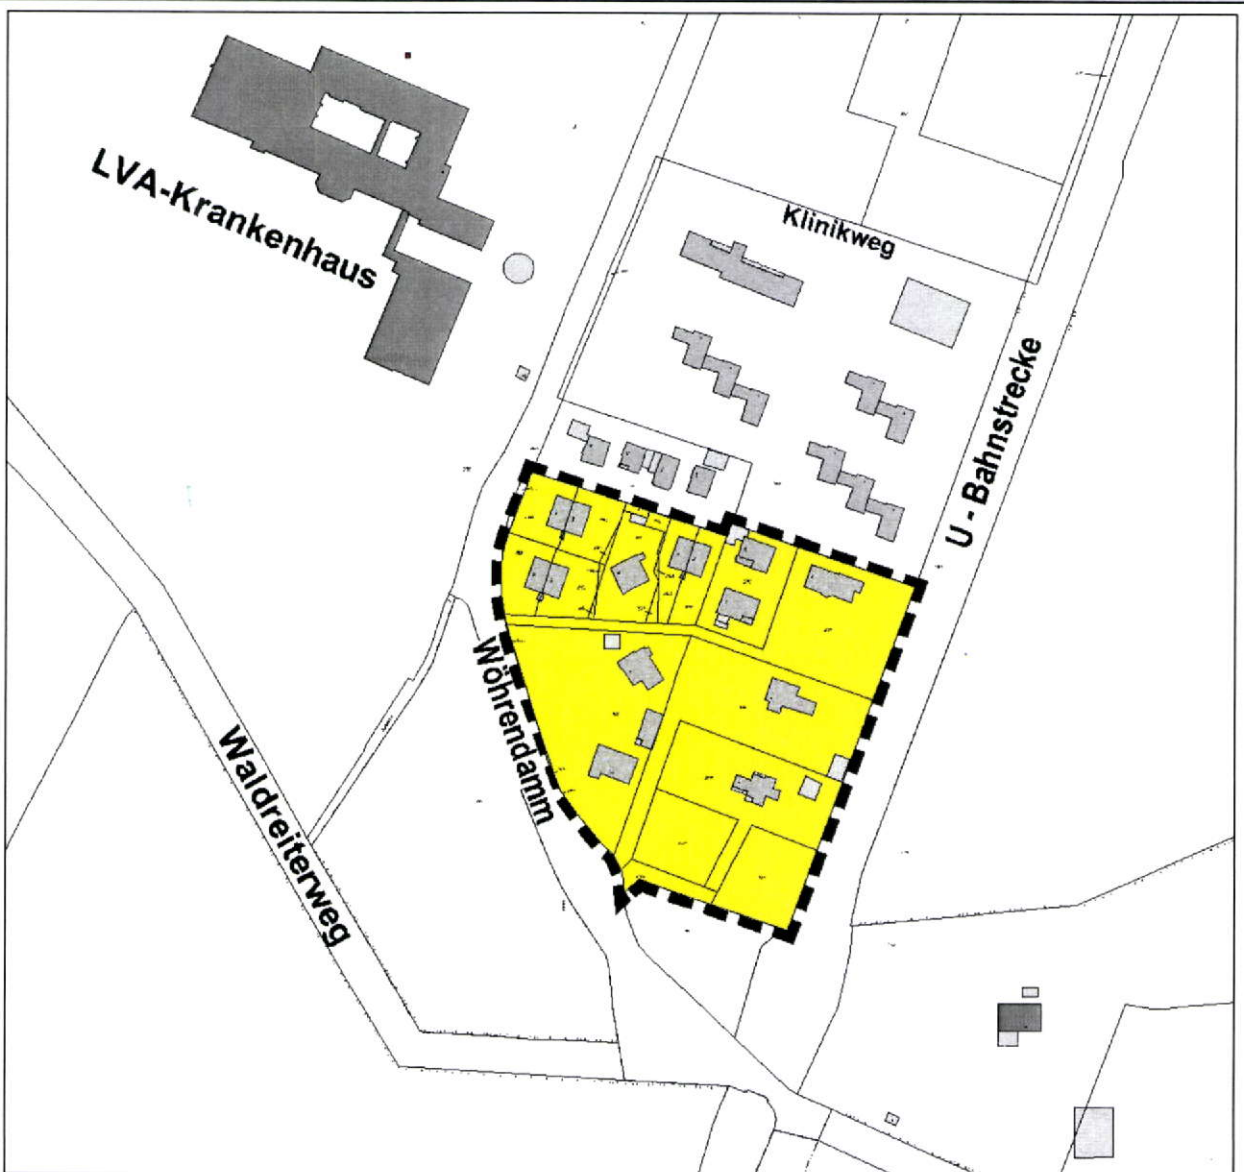 LVA-Krankenhaus
Klinikweg
U - Bahnstrecke
Wöhrendamm
Waldreiterweg